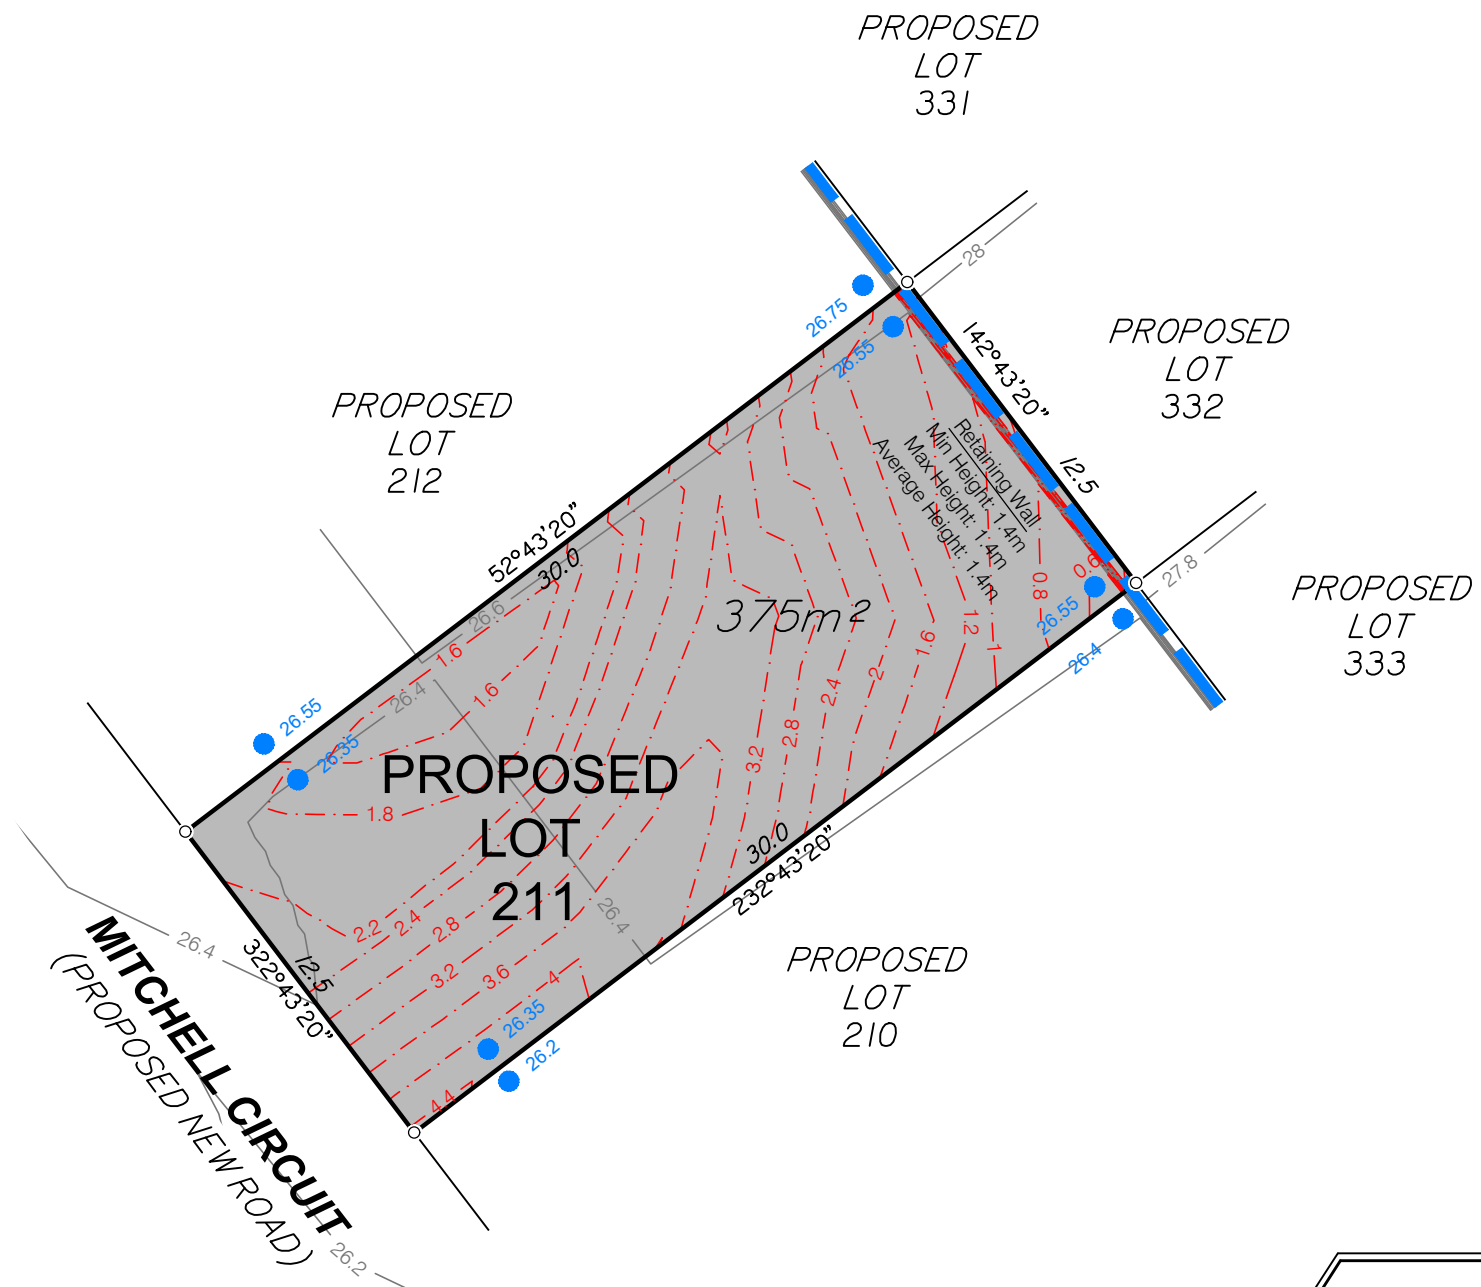 PROPOSED
LOT
331
28
26.75
26.55
142°43'20"
12.5
PROPOSED
LOT
332
PROPOSED
LOT
212
Retaining Wall
Min Height: 1.4m
Max Height: 1.4m
Average Height: 1.4m
52°43'20"
30.0
26.6
375m²
0.6
0.8
1
1.2
1.6
2
2.4
2.8
3.2
26.55
26.4
27.8
PROPOSED
LOT
333
1.6
1.6
26.4
26.55
26.35
1.8
PROPOSED
LOT
211
30.0
232°43'20"
26.4
2.2
2.4
2.8
3.2
3.6
4
4.4
26.35
26.2
PROPOSED
LOT
210
12.5
322°43'20"
26.4
MITCHELL CIRCUIT
(PROPOSED NEW ROAD)
26.2